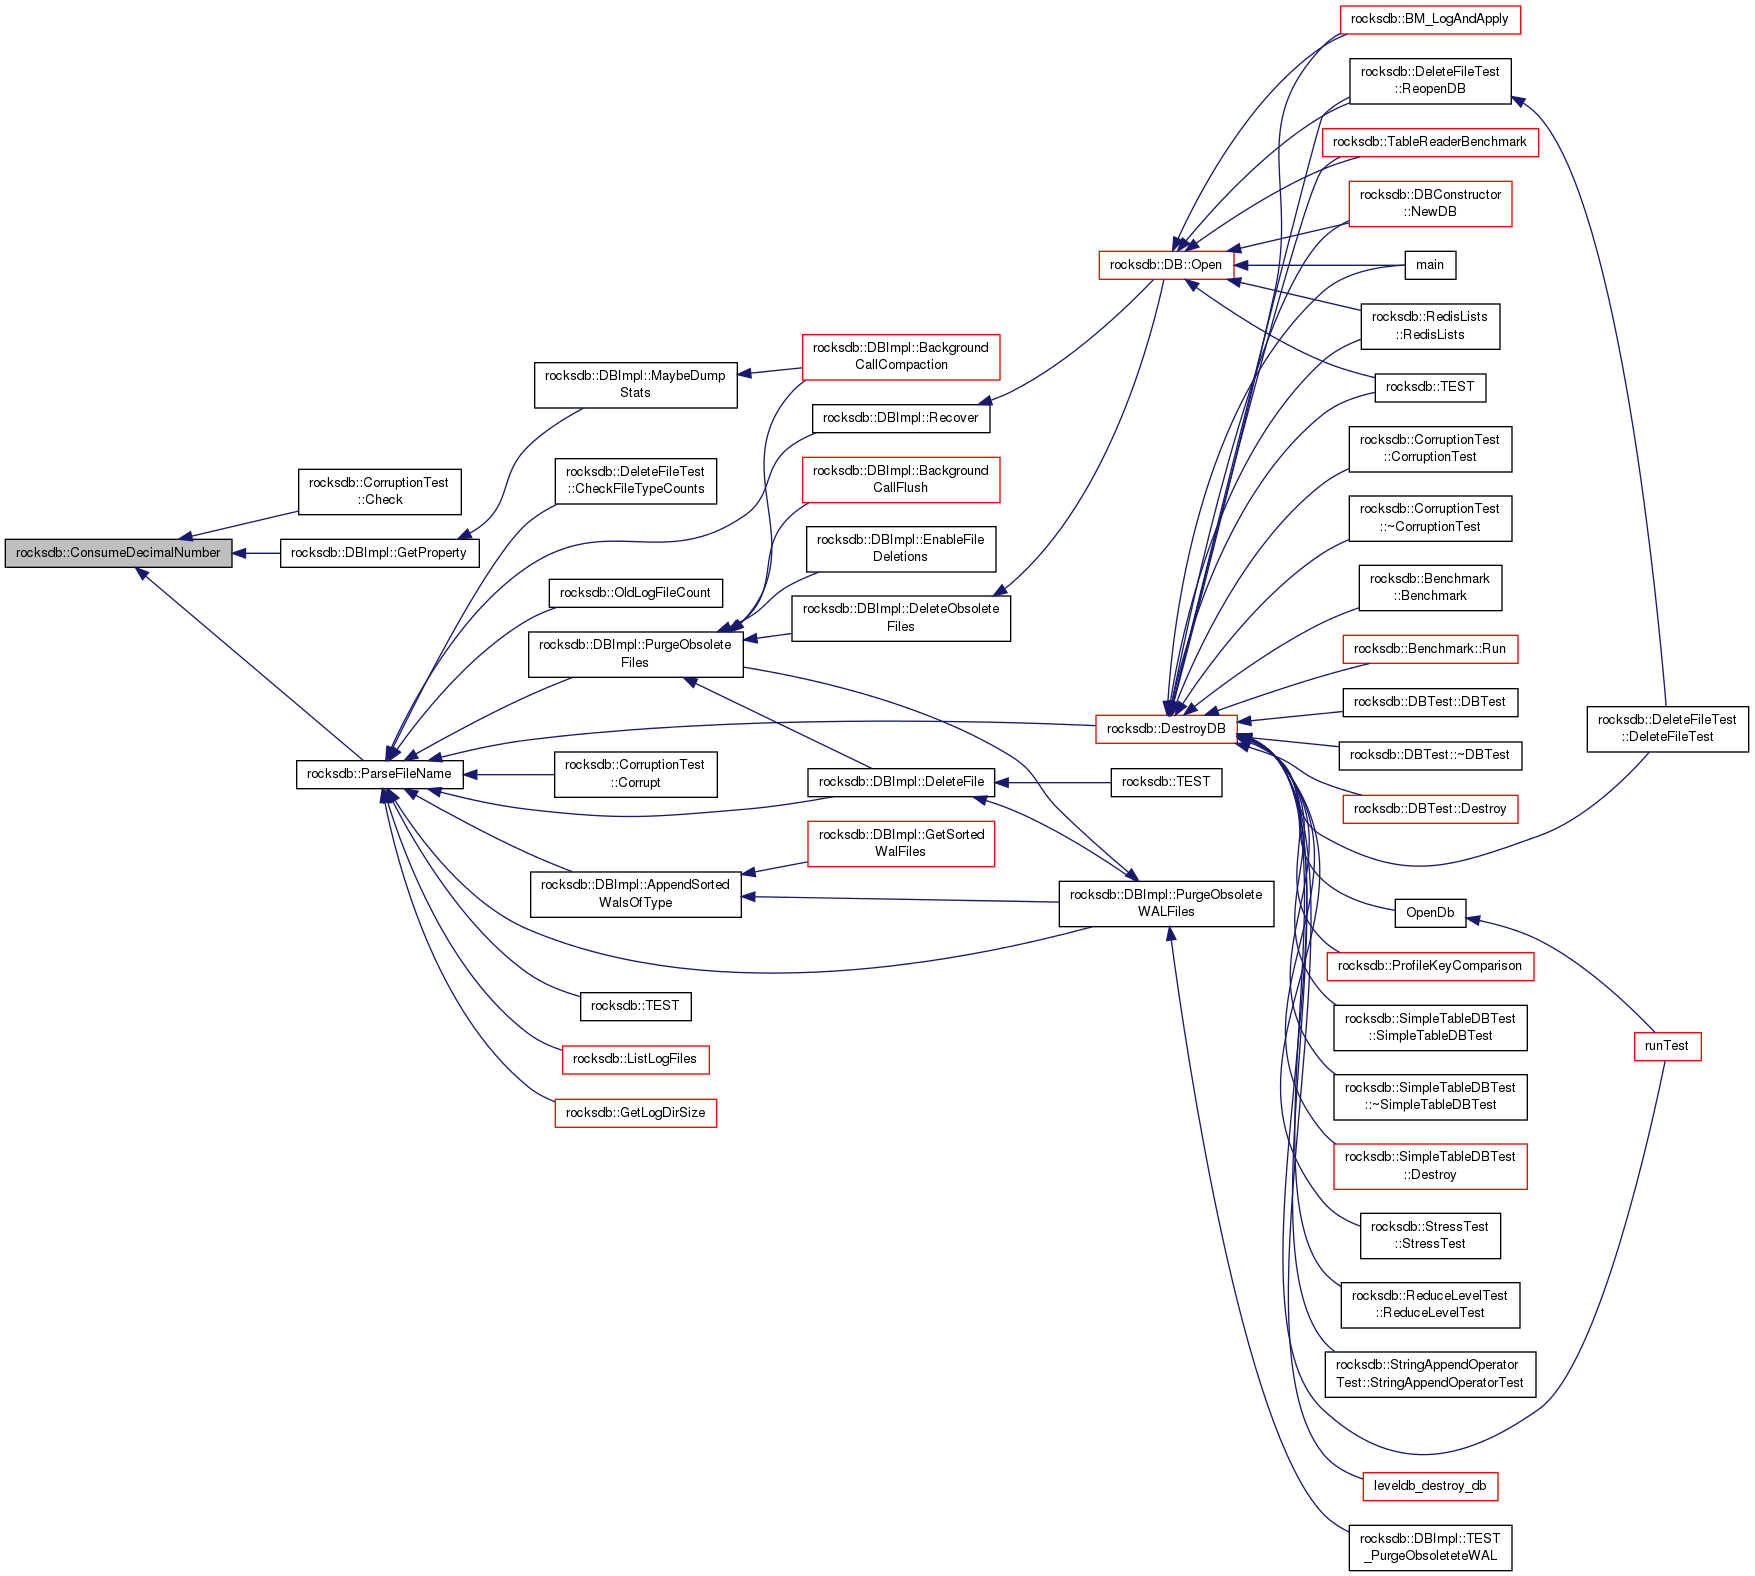 rocksdb::ConsumeDecimalNumber
rocksdb::CorruptionTest
::Check
rocksdb::DBImpl::GetProperty
rocksdb::ParseFileName
rocksdb::DBImpl::MaybeDump
Stats
rocksdb::DeleteFileTest
::CheckFileTypeCounts
rocksdb::OldLogFileCount
rocksdb::DBImpl::PurgeObsolete
Files
rocksdb::CorruptionTest
::Corrupt
rocksdb::DBImpl::AppendSorted
WalsOfType
rocksdb::TEST
rocksdb::ListLogFiles
rocksdb::GetLogDirSize
rocksdb::DBImpl::Background
CallCompaction
rocksdb::DBImpl::Recover
rocksdb::DBImpl::Background
CallFlush
rocksdb::DBImpl::EnableFile
Deletions
rocksdb::DBImpl::DeleteObsolete
Files
rocksdb::DBImpl::DeleteFile
rocksdb::DBImpl::GetSorted
WalFiles
rocksdb::DB::Open
rocksdb::DestroyDB
rocksdb::TEST
rocksdb::DBImpl::PurgeObsolete
WALFiles
rocksdb::BM_LogAndApply
rocksdb::DeleteFileTest
::ReopenDB
rocksdb::TableReaderBenchmark
rocksdb::DBConstructor
::NewDB
main
rocksdb::RedisLists
::RedisLists
rocksdb::TEST
rocksdb::CorruptionTest
::CorruptionTest
rocksdb::CorruptionTest
::~CorruptionTest
rocksdb::Benchmark
::Benchmark
rocksdb::Benchmark::Run
rocksdb::DBTest::DBTest
rocksdb::DBTest::~DBTest
rocksdb::DBTest::Destroy
OpenDb
rocksdb::ProfileKeyComparison
rocksdb::SimpleTableDBTest
::SimpleTableDBTest
rocksdb::SimpleTableDBTest
::~SimpleTableDBTest
rocksdb::SimpleTableDBTest
::Destroy
rocksdb::StressTest
::StressTest
rocksdb::ReduceLevelTest
::ReduceLevelTest
rocksdb::StringAppendOperator
Test::StringAppendOperatorTest
leveldb_destroy_db
rocksdb::DBImpl::TEST
_PurgeObsoleteteWAL
rocksdb::DeleteFileTest
::DeleteFileTest
runTest